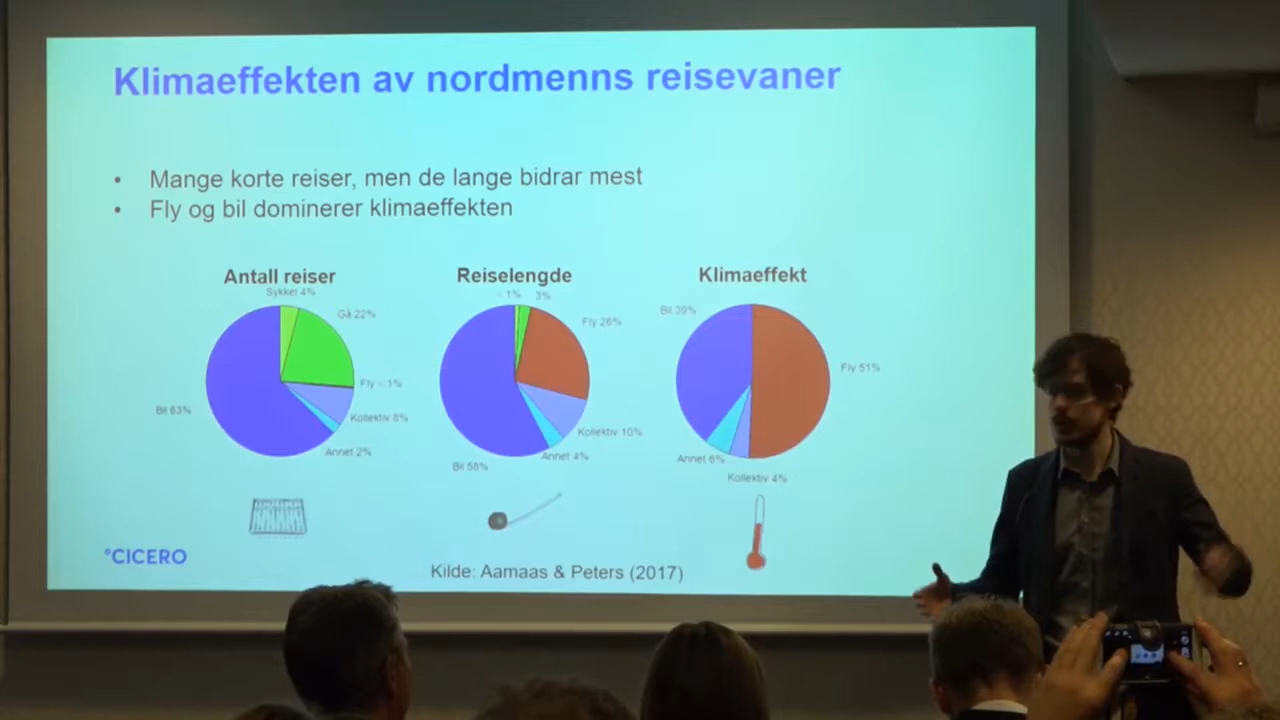 Klimaeffekten av nordmenns reisevaner
• Mange korte reiser, men de lange bidrar mest
• Fly og bil dominerer klimaeffekten
Antall reiser
Sykkel 4%
Gå 22%
Fly < 1%
Kollektiv 8%
Annet 2%
Bil 63%
Reiselengde
< 1%
3%
Fly 26%
Kollektiv 10%
Annet 4%
Bil 58%
Klimaeffekt
Bil 39%
Fly 51%
Annet 6%
Kollektiv 4%
°CICERO
Kilde: Aamaas & Peters (2017)